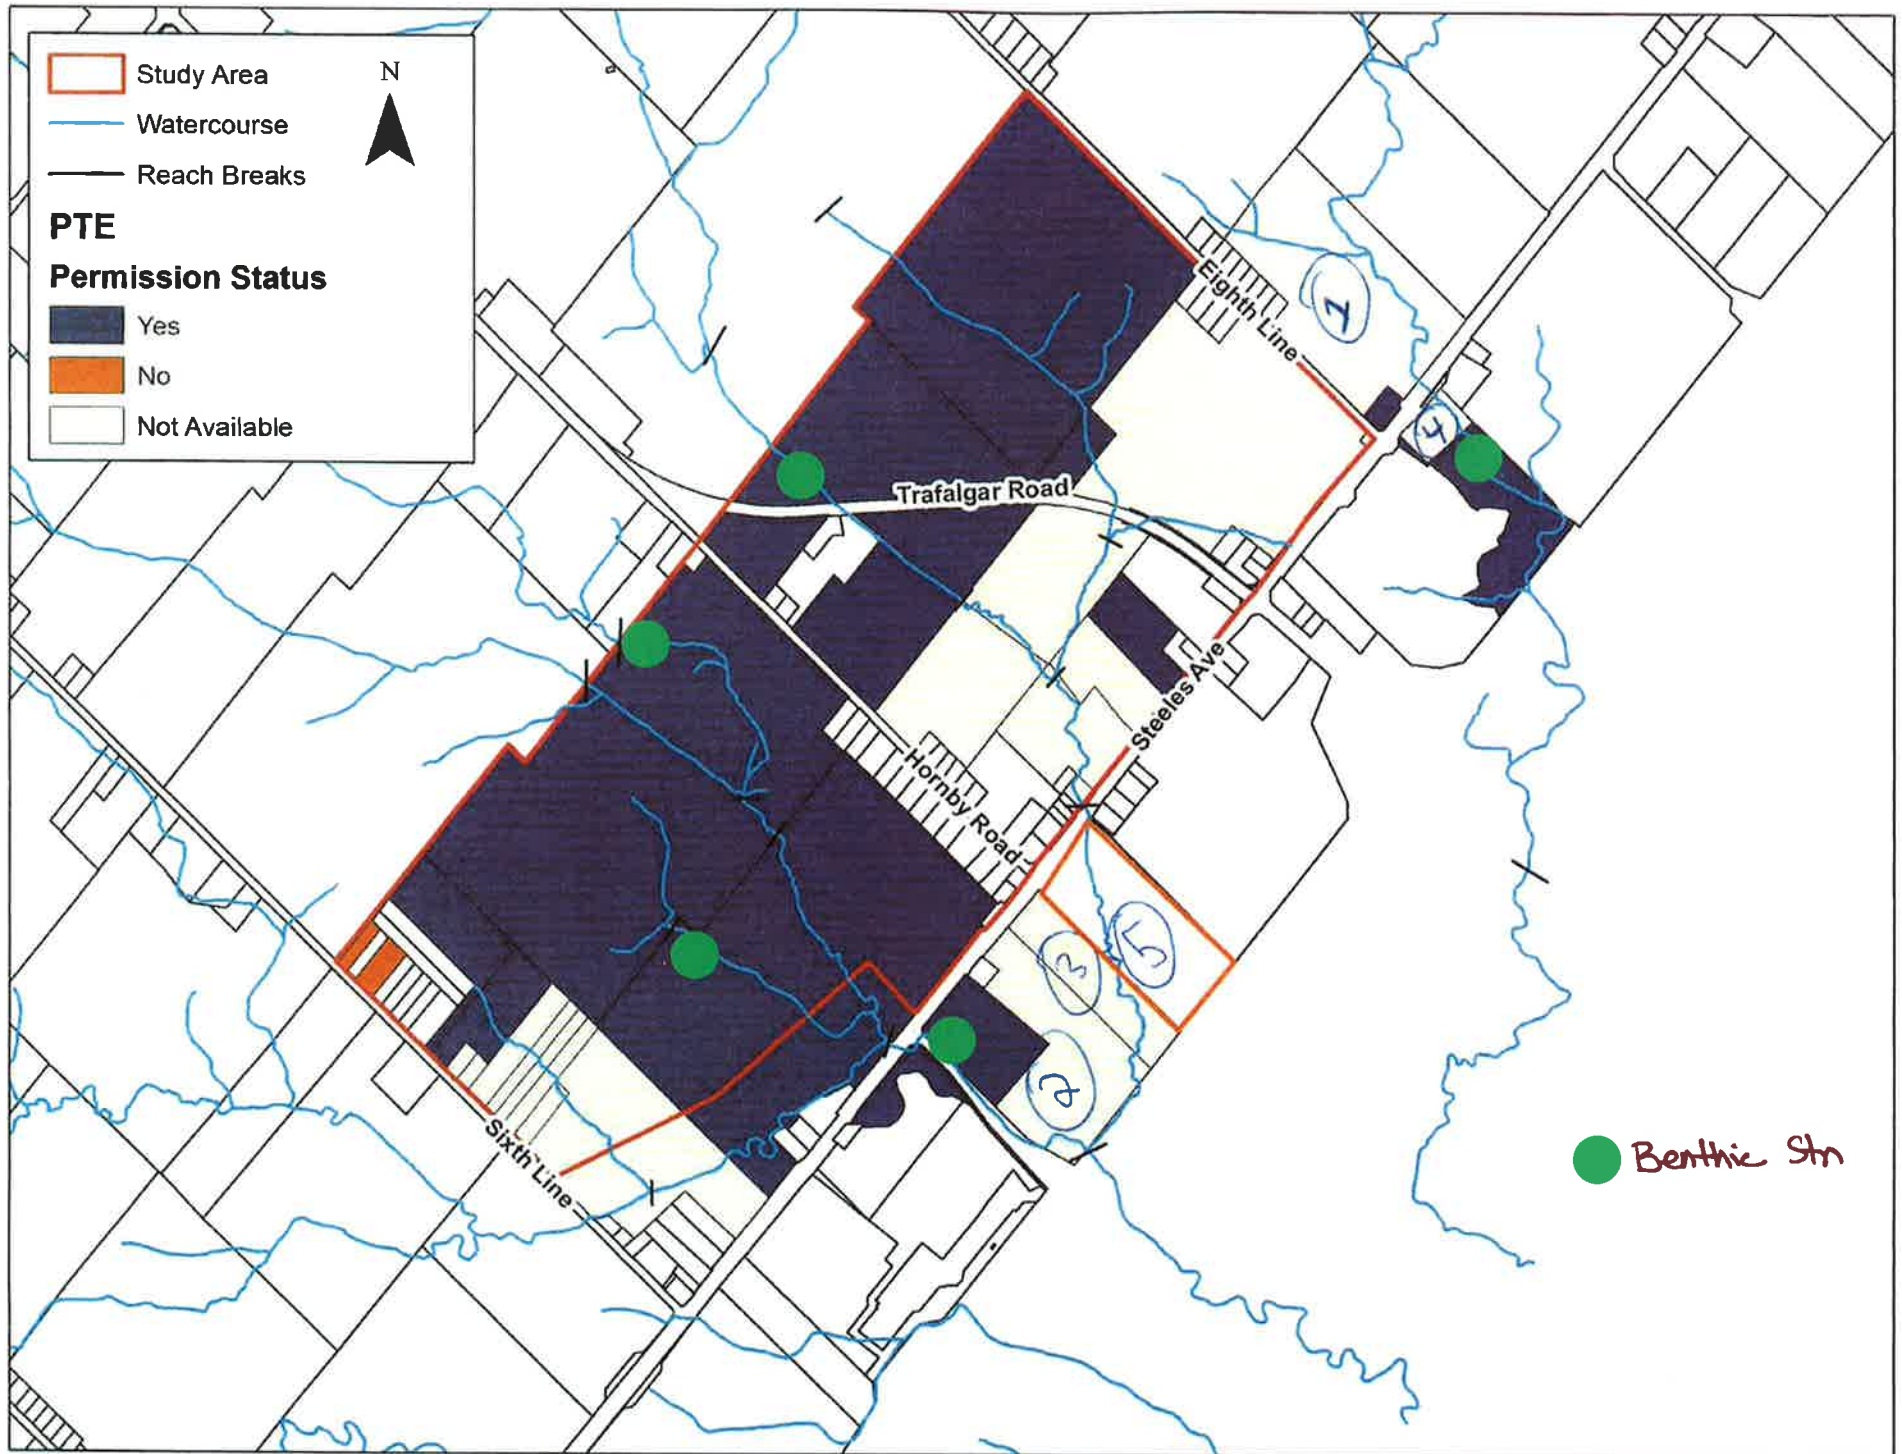 Study Area
N
Watercourse
Reach Breaks
PTE
Permission Status
Yes
No
Not Available
Eighth Line
1
4
Trafalgar Road
Steeles Ave
Hornby Road
3
5
2
Sixth Line
Benthic Stn